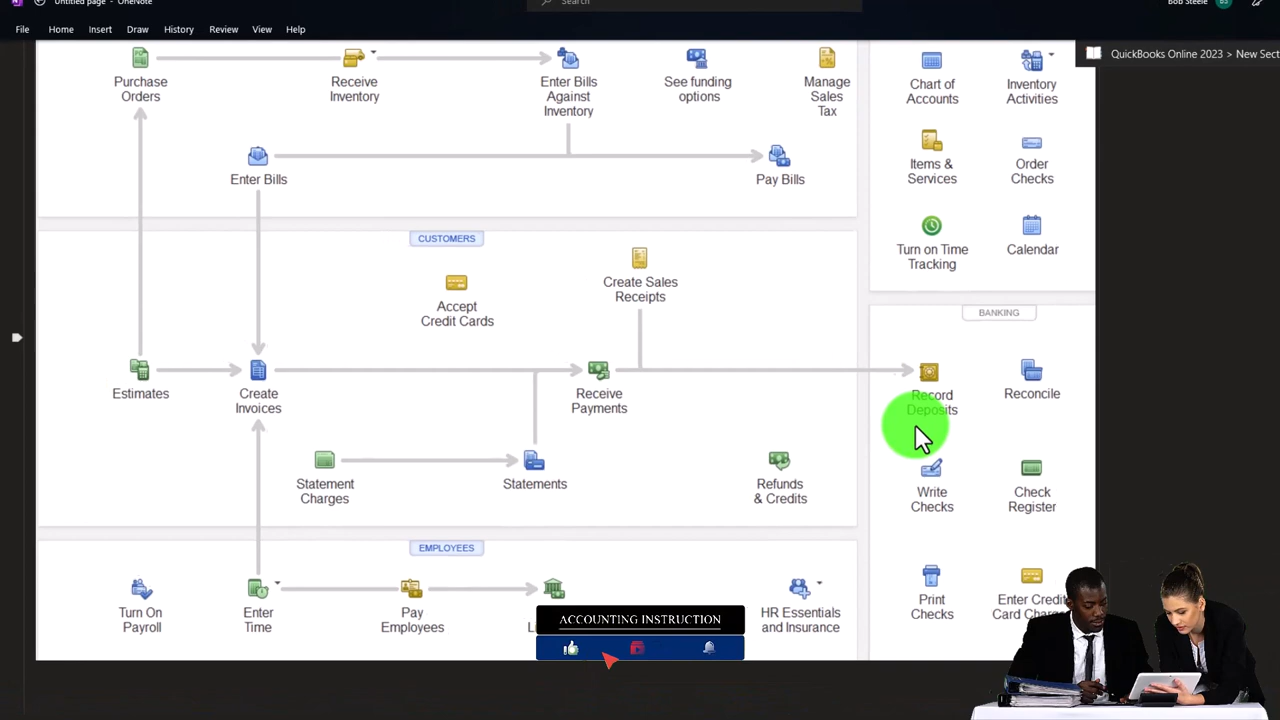 Untitled page - OneNote
Search
Bob Steele
BS
File Home Insert Draw History Review View Help
QuickBooks Online 2023 > New Sect
Purchase
Orders
Receive
Inventory
Enter Bills
Against
Inventory
See funding
options
Manage
Sales
Tax
Chart of
Accounts
Inventory
Activities
Enter Bills
Pay Bills
Items &
Services
Order
Checks
Turn on Time
Tracking
Calendar
CUSTOMERS
Accept
Credit Cards
Create Sales
Receipts
BANKING
Estimates
Create
Invoices
Receive
Payments
Record
Deposits
Reconcile
Statement
Charges
Statements
Refunds
& Credits
Write
Checks
Check
Register
EMPLOYEES
Turn On
Payroll
Enter
Time
Pay
Employees
HR Essentials
and Insurance
Print
Checks
Enter Credit
Card
ACCOUNTING INSTRUCTION